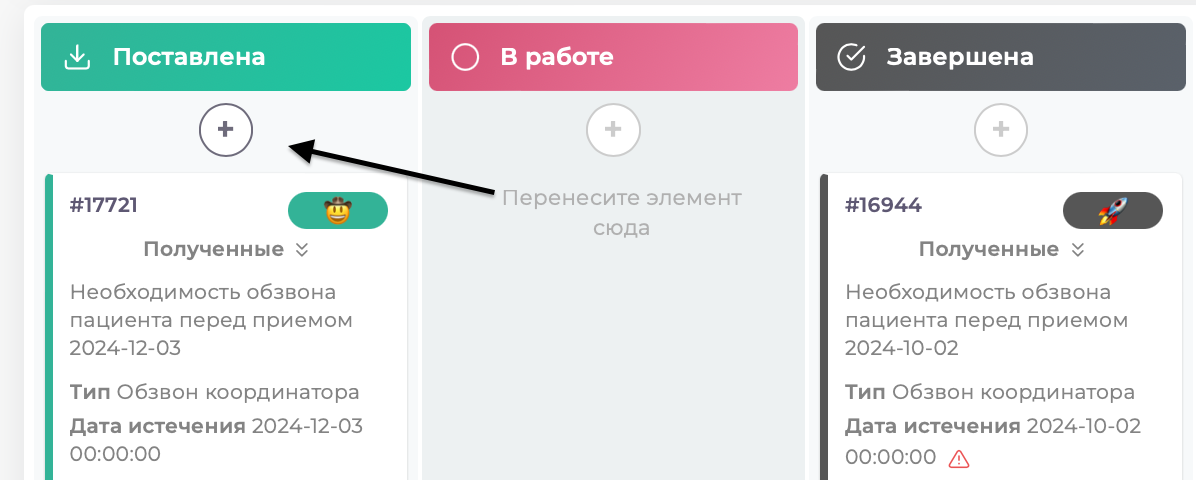 Поставлена
В работе
Завершена
+
+
+
Перенесите элемент
сюда
#17721
Полученные
Необходимость обзвона
пациента перед приемом
2024-12-03
Тип Обзвон координатора
Дата истечения 2024-12-03
00:00:00
#16944
Полученные
Необходимость обзвона
пациента перед приемом
2024-10-02
Тип Обзвон координатора
Дата истечения 2024-10-02
00:00:00